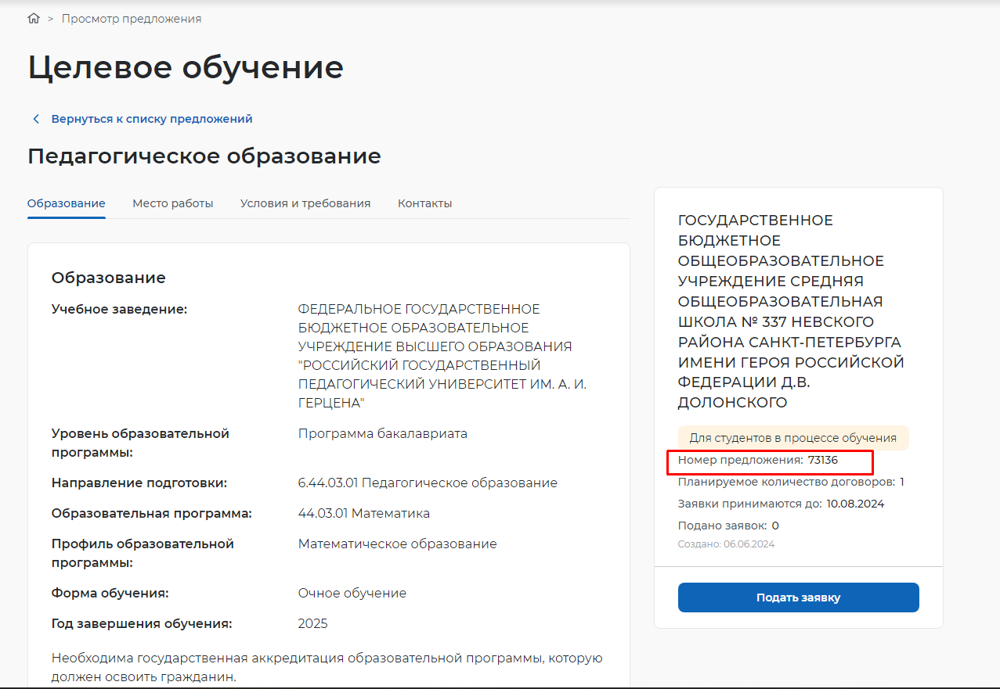 > Просмотр предложения
Целевое обучение
Вернуться к списку предложений
Педагогическое образование
Образование Место работы Условия и требования Контакты
Образование
Учебное заведение: ФЕДЕРАЛЬНОЕ ГОСУДАРСТВЕННОЕ
БЮДЖЕТНОЕ ОБРАЗОВАТЕЛЬНОЕ
УЧРЕЖДЕНИЕ ВЫСШЕГО ОБРАЗОВАНИЯ
"РОССИЙСКИЙ ГОСУДАРСТВЕННЫЙ
ПЕДАГОГИЧЕСКИЙ УНИВЕРСИТЕТ ИМ. А. И.
ГЕРЦЕНА"
Уровень образовательной
программы:
Программа бакалавриата
Направление подготовки: 6.44.03.01 Педагогическое образование
Образовательная программа: 44.03.01 Математика
Профиль образовательной
программы:
Математическое образование
Форма обучения: Очное обучение
Год завершения обучения: 2025
Необходима государственная аккредитация образовательной программы, которую
должен освоить гражданин.
ГОСУДАРСТВЕННОЕ
БЮДЖЕТНОЕ
ОБЩЕОБРАЗОВАТЕЛЬНОЕ
УЧРЕЖДЕНИЕ СРЕДНЯЯ
ОБЩЕОБРАЗОВАТЕЛЬНАЯ
ШКОЛА № 337 НЕВСКОГО
РАЙОНА САНКТ-ПЕТЕРБУРГА
ИМЕНИ ГЕРОЯ РОССИЙСКОЙ
ФЕДЕРАЦИИ Д.В.
ДОЛОНСКОГО
Для студентов в процессе обучения
Номер предложения: 73136
Планируемое количество договоров: 1
Заявки принимаются до: 10.08.2024
Подано заявок: 0
Создано: 06.06.2024
Подать заявку